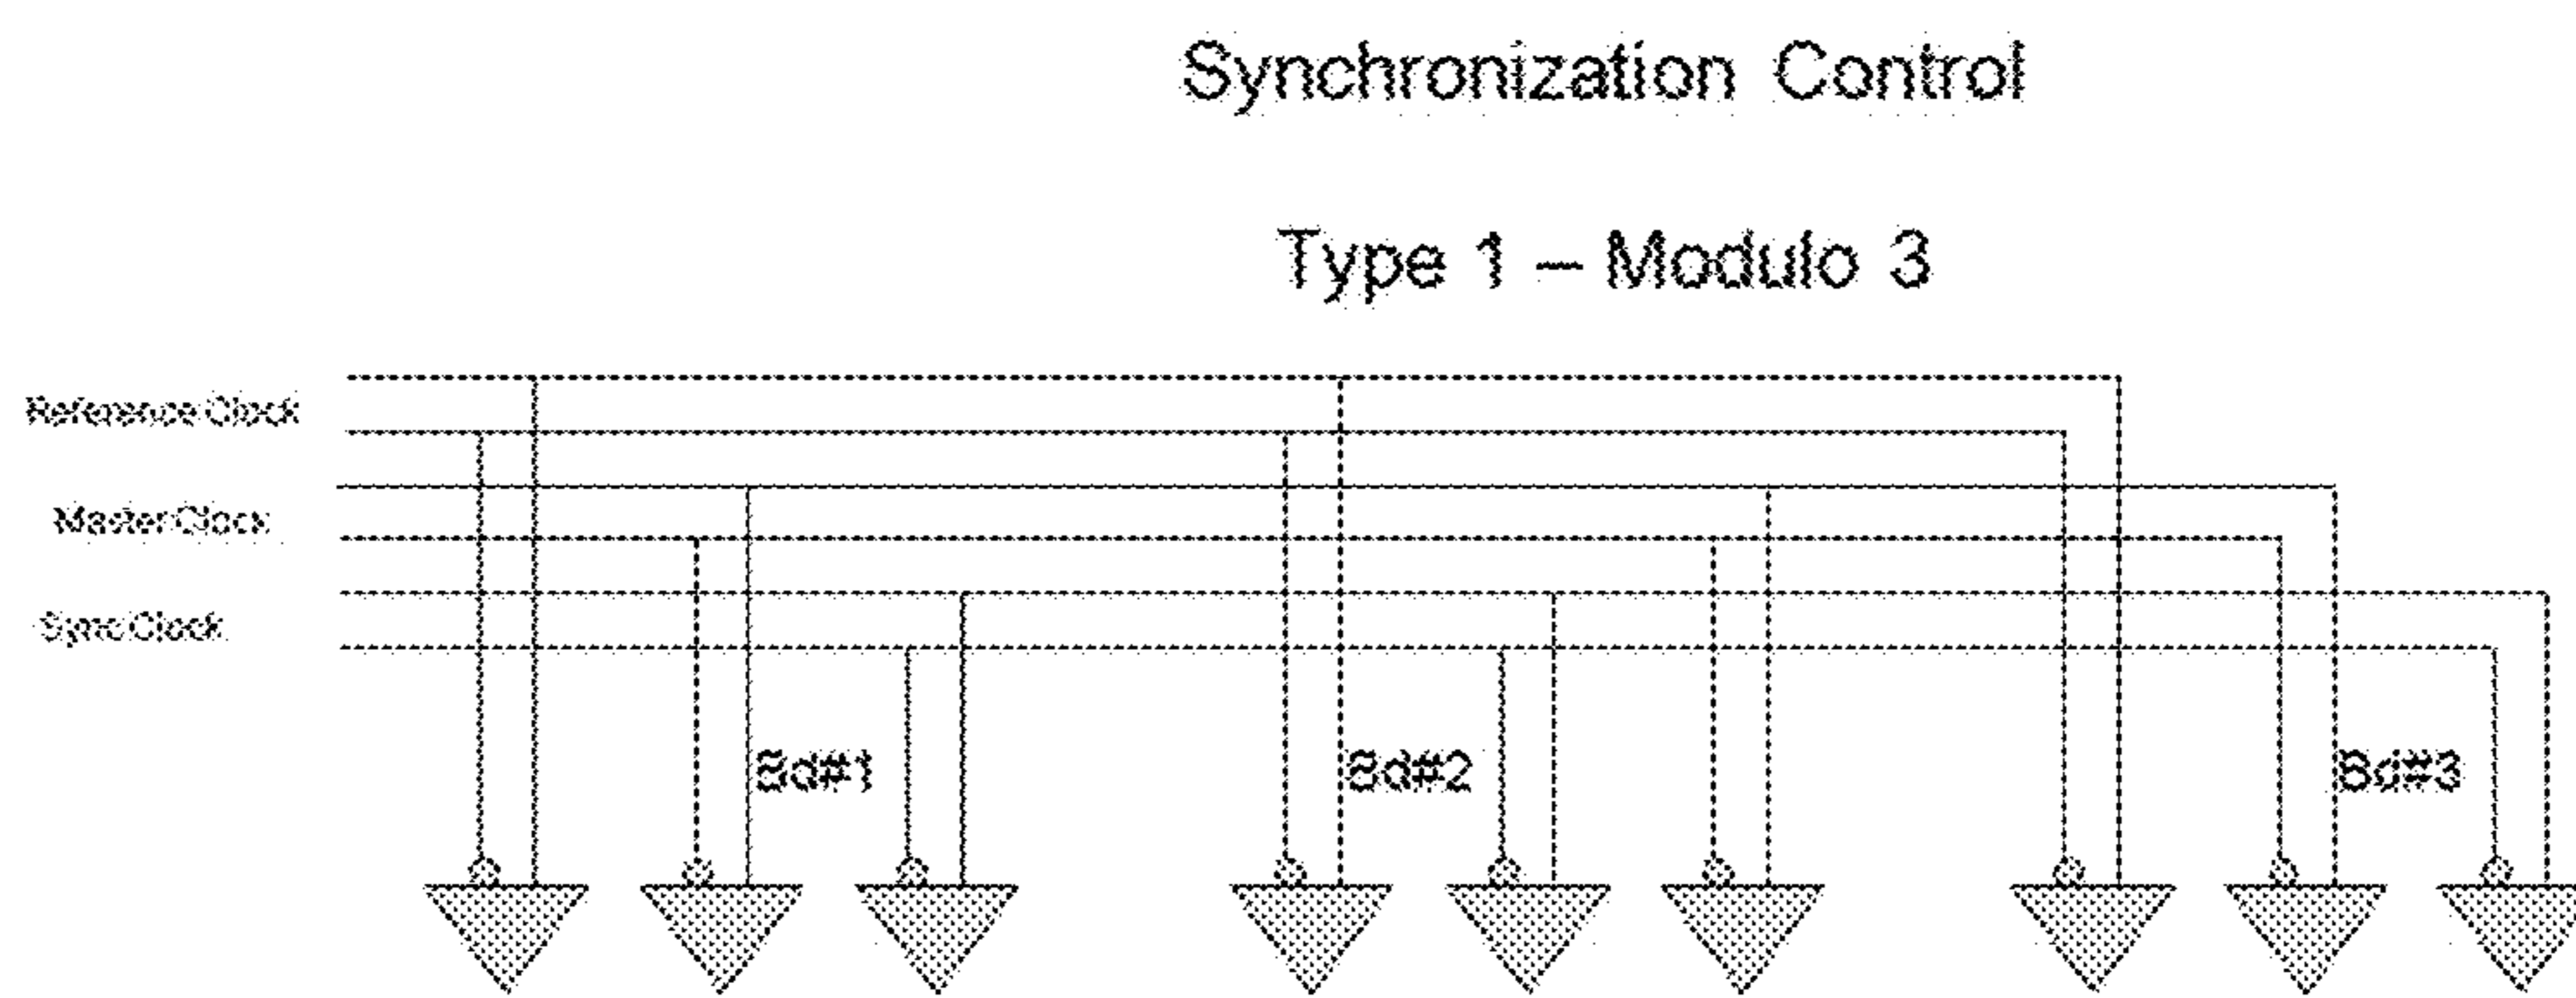 Synchronization Control
Type 1 – Modulo 3
Reference Clock
Master Clock
Sync Clock
Bd#1
Bd#2
Bd#3